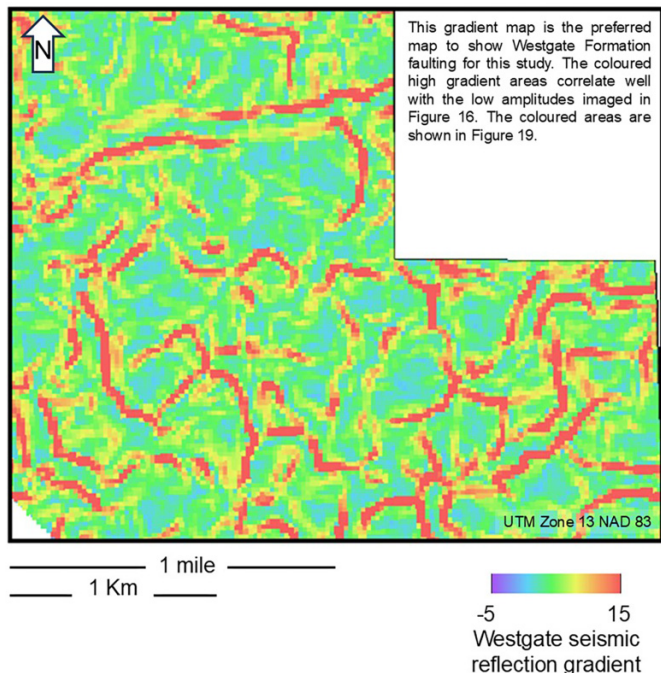 N
This gradient map is the preferred
map to show Westgate Formation
faulting for this study. The coloured
high gradient areas correlate well
with the low amplitudes imaged in
Figure 16. The coloured areas are
shown in Figure 19.
UTM Zone 13 NAD 83
1 mile
1 Km
-5 15
Westgate seismic
reflection gradient